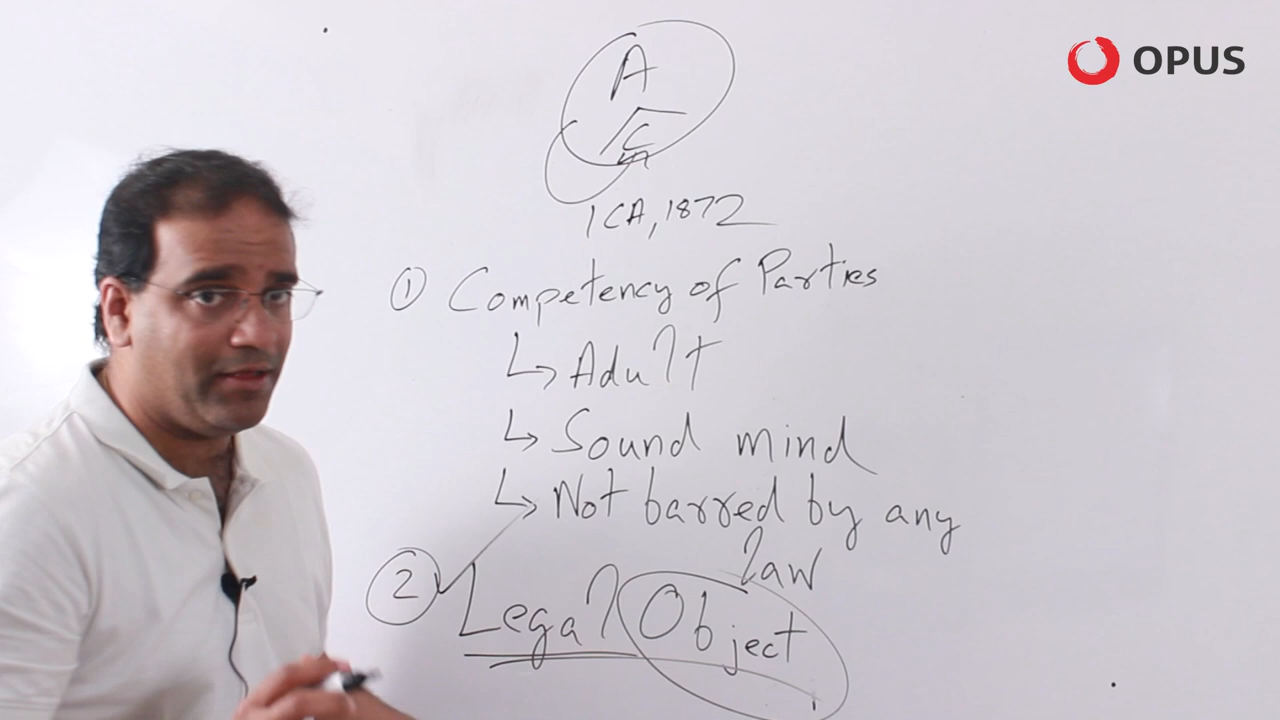 OPUS
A
ICA, 1872
① Competency of Parties
↳ Adult
↳ Sound mind
↳ Not barred by any
law
② Legal Object